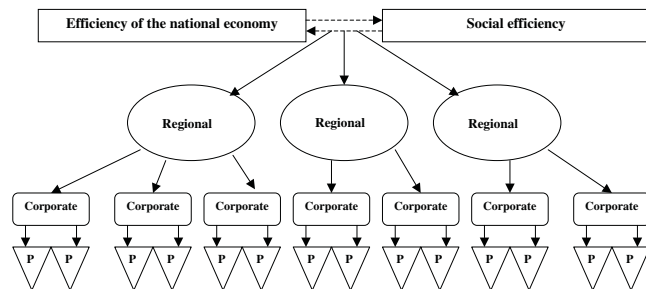 Efficiency of the national economy
Social efficiency
Regional
Regional
Regional
Corporate
Corporate
Corporate
Corporate
Corporate
Corporate
Corporate
P P P P P P P P P P P P P P